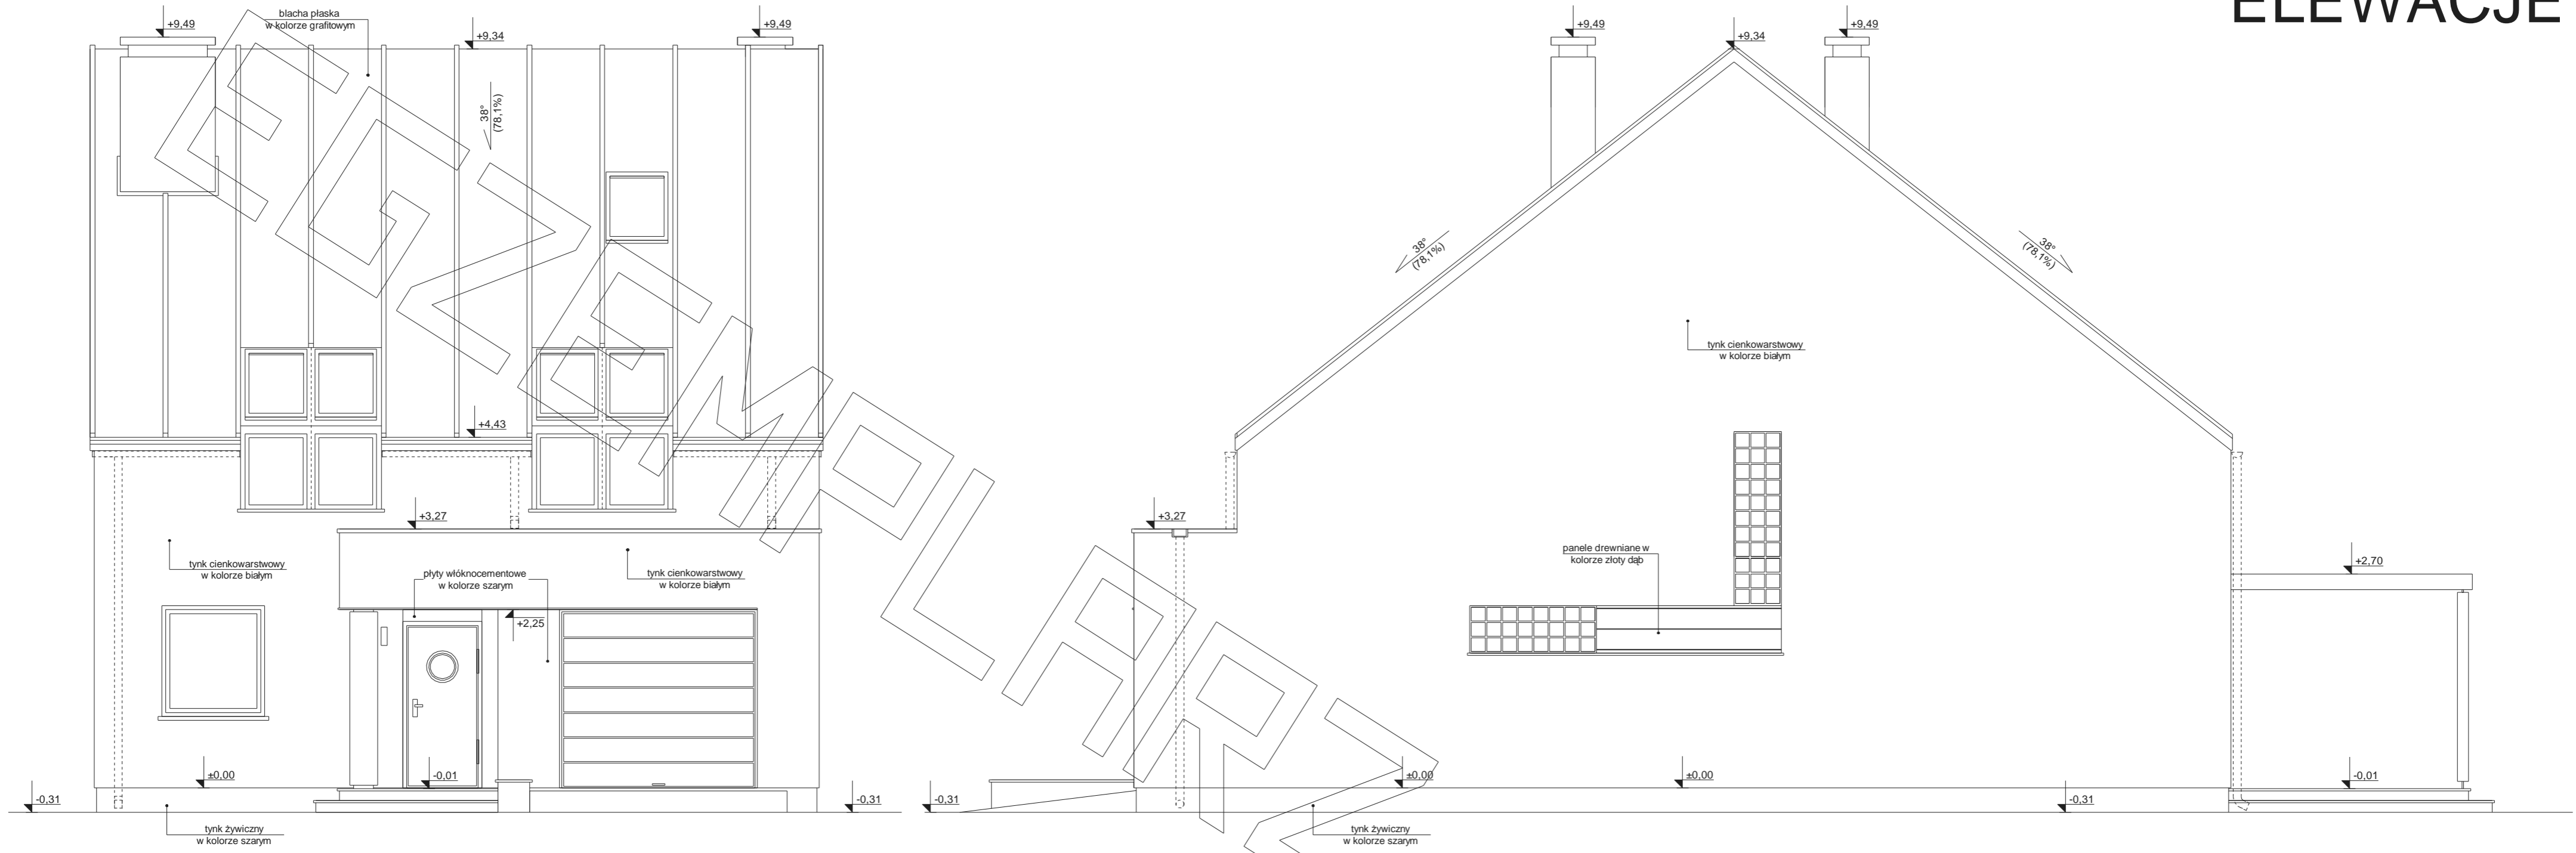 ELEWACJE
+9,49
blacha płaska
w kolorze grafitowym
+9,34
+9,49
38°
(78,1%)
+4,43
+3,27
tynk cienkowarstwowy
w kolorze białym
płyty włóknocementowe
w kolorze szarym
tynk cienkowarstwowy
w kolorze białym
+2,25
±0,00
-0,01
-0,31
-0,31
tynk żywiczny
w kolorze szarym
+9,49
+9,34
+9,49
38°
(78,1%)
38°
(78,1%)
tynk cienkowarstwowy
w kolorze białym
+3,27
panele drewniane w
kolorze złoty dąb
+2,70
±0,00
±0,00
-0,01
-0,31
-0,31
tynk żywiczny
w kolorze szarym
EGZEMPLARZ